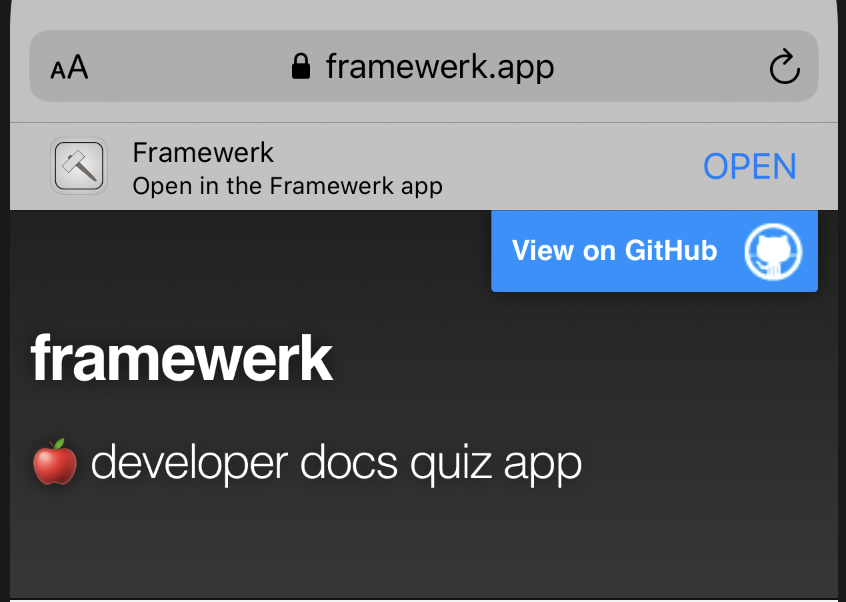 AA
framewerk.app
Framewerk
Open in the Framewerk app
OPEN
View on GitHub
framewerk
🍎 developer docs quiz app